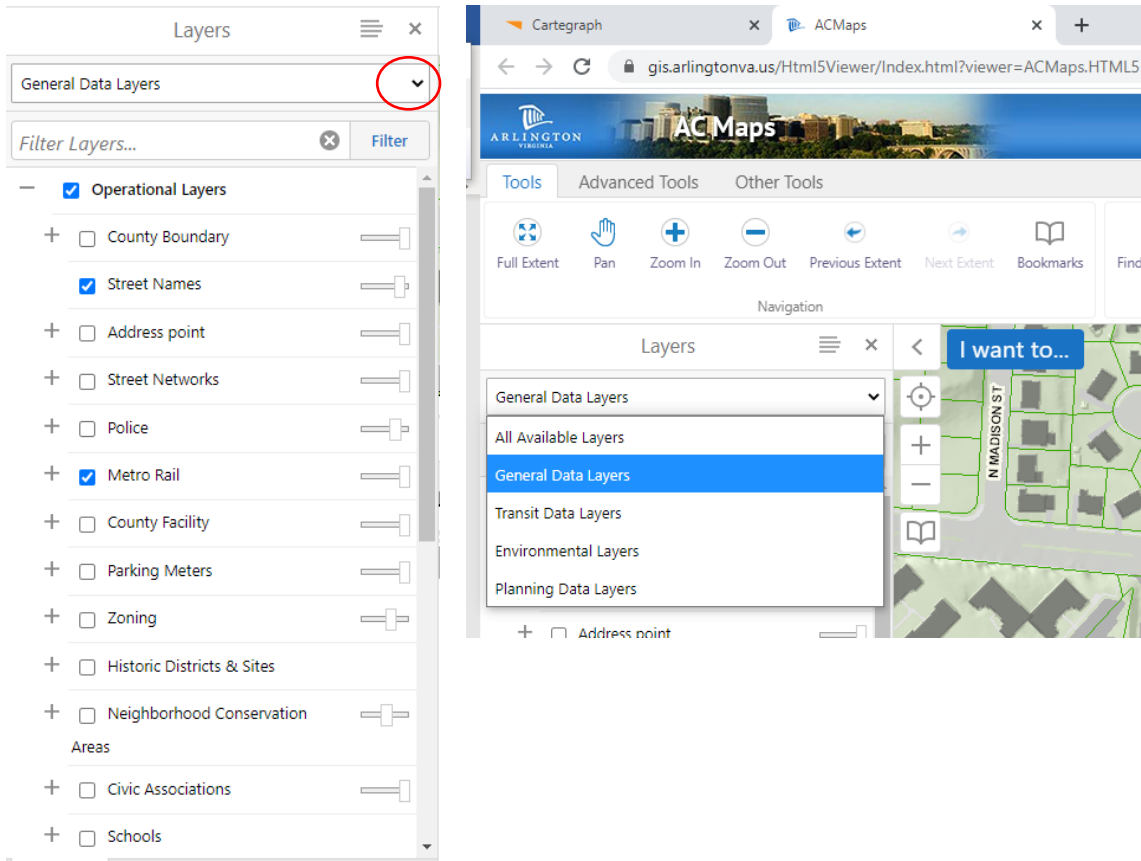 Layers
General Data Layers
Filter Layers...
Filter
Operational Layers
County Boundary
Street Names
Address point
Street Networks
Police
Metro Rail
County Facility
Parking Meters
Zoning
Historic Districts & Sites
Neighborhood Conservation
Areas
Civic Associations
Schools
Cartegraph
ACMaps
gis.arlingtonva.us/Html5Viewer/Index.html?viewer=ACMaps.HTML5
ARLINGTON
VIRGINIA
AC Maps
Tools Advanced Tools Other Tools
Full Extent Pan Zoom In Zoom Out Previous Extent Next Extent Bookmarks Find
Navigation
Layers
I want to...
General Data Layers
All Available Layers
General Data Layers
Transit Data Layers
Environmental Layers
Planning Data Layers
Address point
N MADISON ST